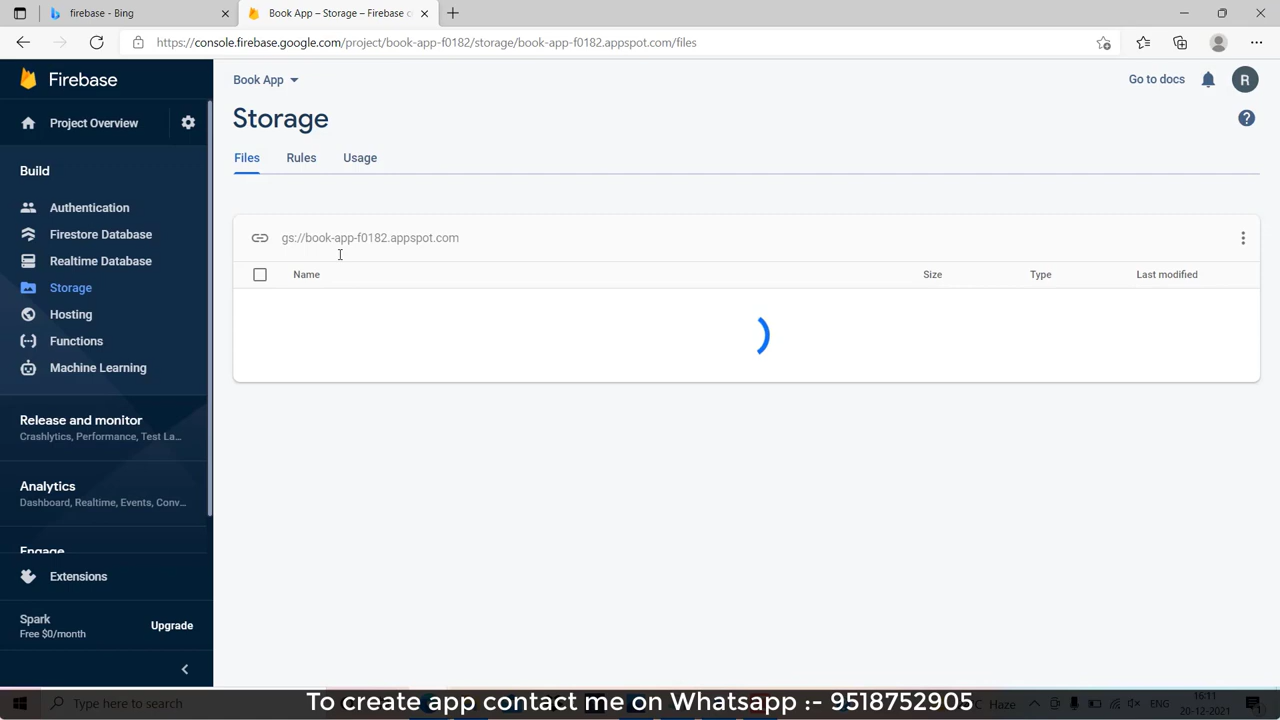 firebase - Bing
Book App – Storage – Firebase c
https://console.firebase.google.com/project/book-app-f0182/storage/book-app-f0182.appspot.com/files
Firebase
Project Overview
Build
Authentication
Firestore Database
Realtime Database
Storage
Hosting
Functions
Machine Learning
Release and monitor
Crashlytics, Performance, Test La...
Analytics
Dashboard, Realtime, Events, Conv...
Engage
Extensions
Spark
Free $0/month
Upgrade
Book App
Go to docs
R
Storage
Files Rules Usage
gs://book-app-f0182.appspot.com
Name Size Type Last modified
Type here to search
To create app contact me on Whatsapp :- 9518752905
C Haze
ENG
16:11
20-12-2021